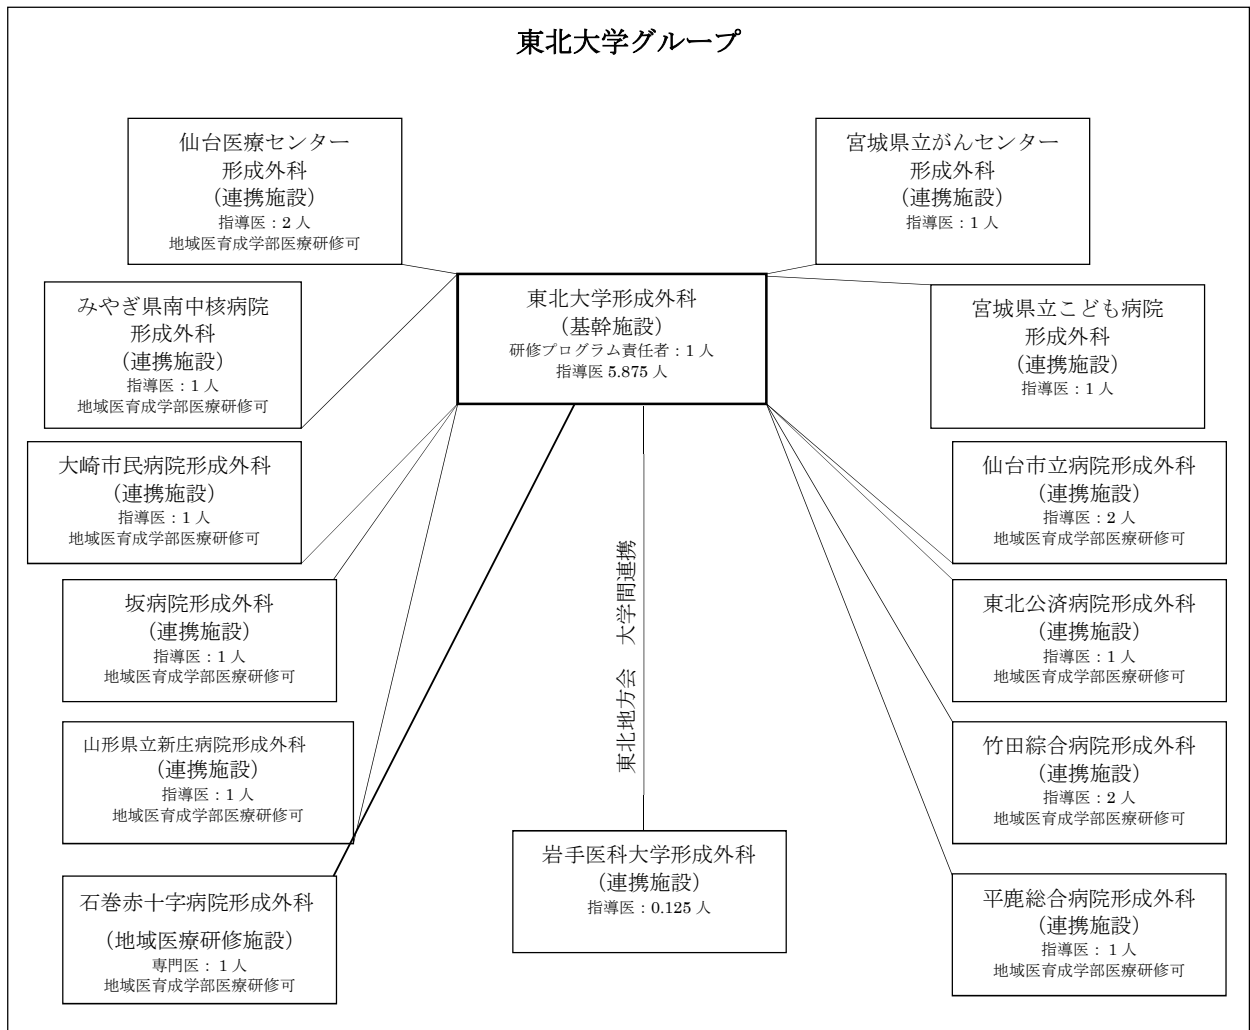 東北大学グループ
仙台医療センター
形成外科
（連携施設）
指導医：2 人
地域医育成学部医療研修可
宮城県立がんセンター
形成外科
（連携施設）
指導医：1 人
東北大学形成外科
（基幹施設）
研修プログラム責任者：1 人
指導医 5.875 人
みやぎ県南中核病院
形成外科
（連携施設）
指導医：1 人
地域医育成学部医療研修可
宮城県立こども病院
形成外科
（連携施設）
指導医：1 人
大崎市民病院形成外科
（連携施設）
指導医：1 人
地域医育成学部医療研修可
仙台市立病院形成外科
（連携施設）
指導医：2 人
地域医育成学部医療研修可
坂病院形成外科
（連携施設）
指導医：1 人
地域医育成学部医療研修可
東北地方会　大学間連携
東北公済病院形成外科
（連携施設）
指導医：1 人
地域医育成学部医療研修可
山形県立新庄病院形成外科
（連携施設）
指導医：1 人
地域医育成学部医療研修可
竹田綜合病院形成外科
（連携施設）
指導医：2 人
地域医育成学部医療研修可
石巻赤十字病院形成外科
（地域医療研修施設）
専門医：1 人
地域医育成学部医療研修可
岩手医科大学形成外科
（連携施設）
指導医：0.125 人
平鹿総合病院形成外科
（連携施設）
指導医：1 人
地域医育成学部医療研修可